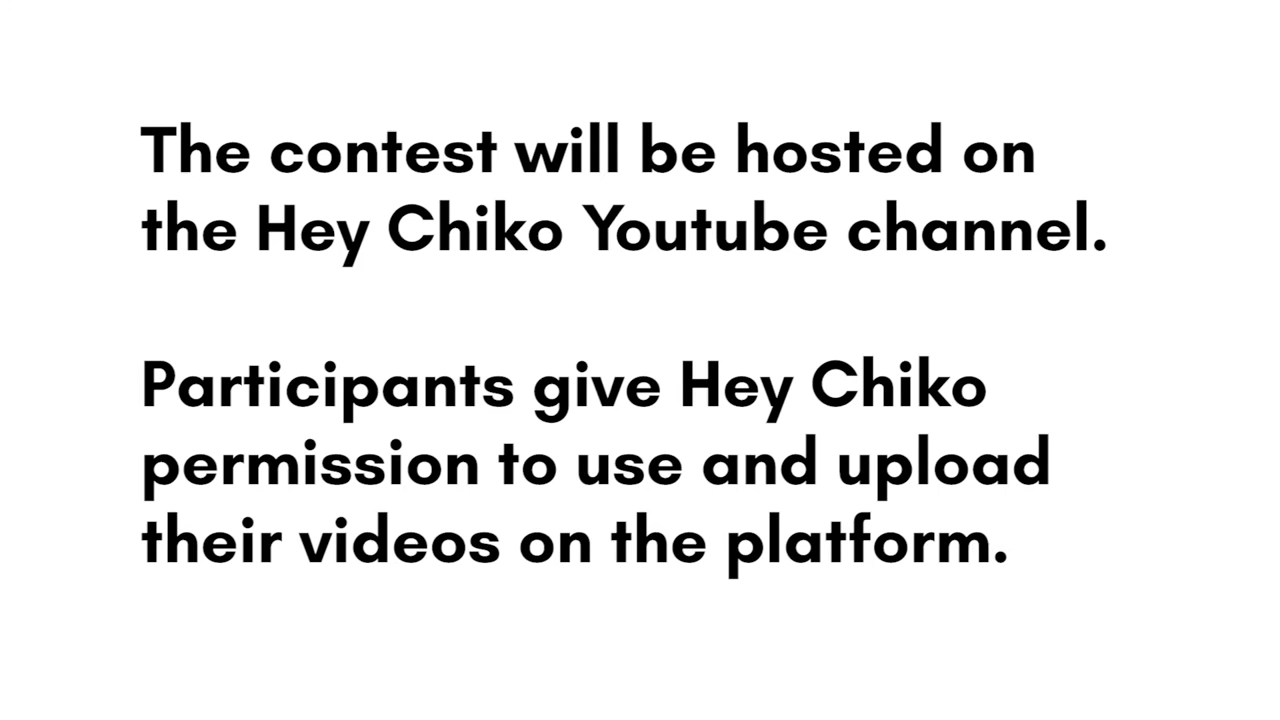 The contest will be hosted on
the Hey Chiko Youtube channel.
Participants give Hey Chiko
permission to use and upload
their videos on the platform.